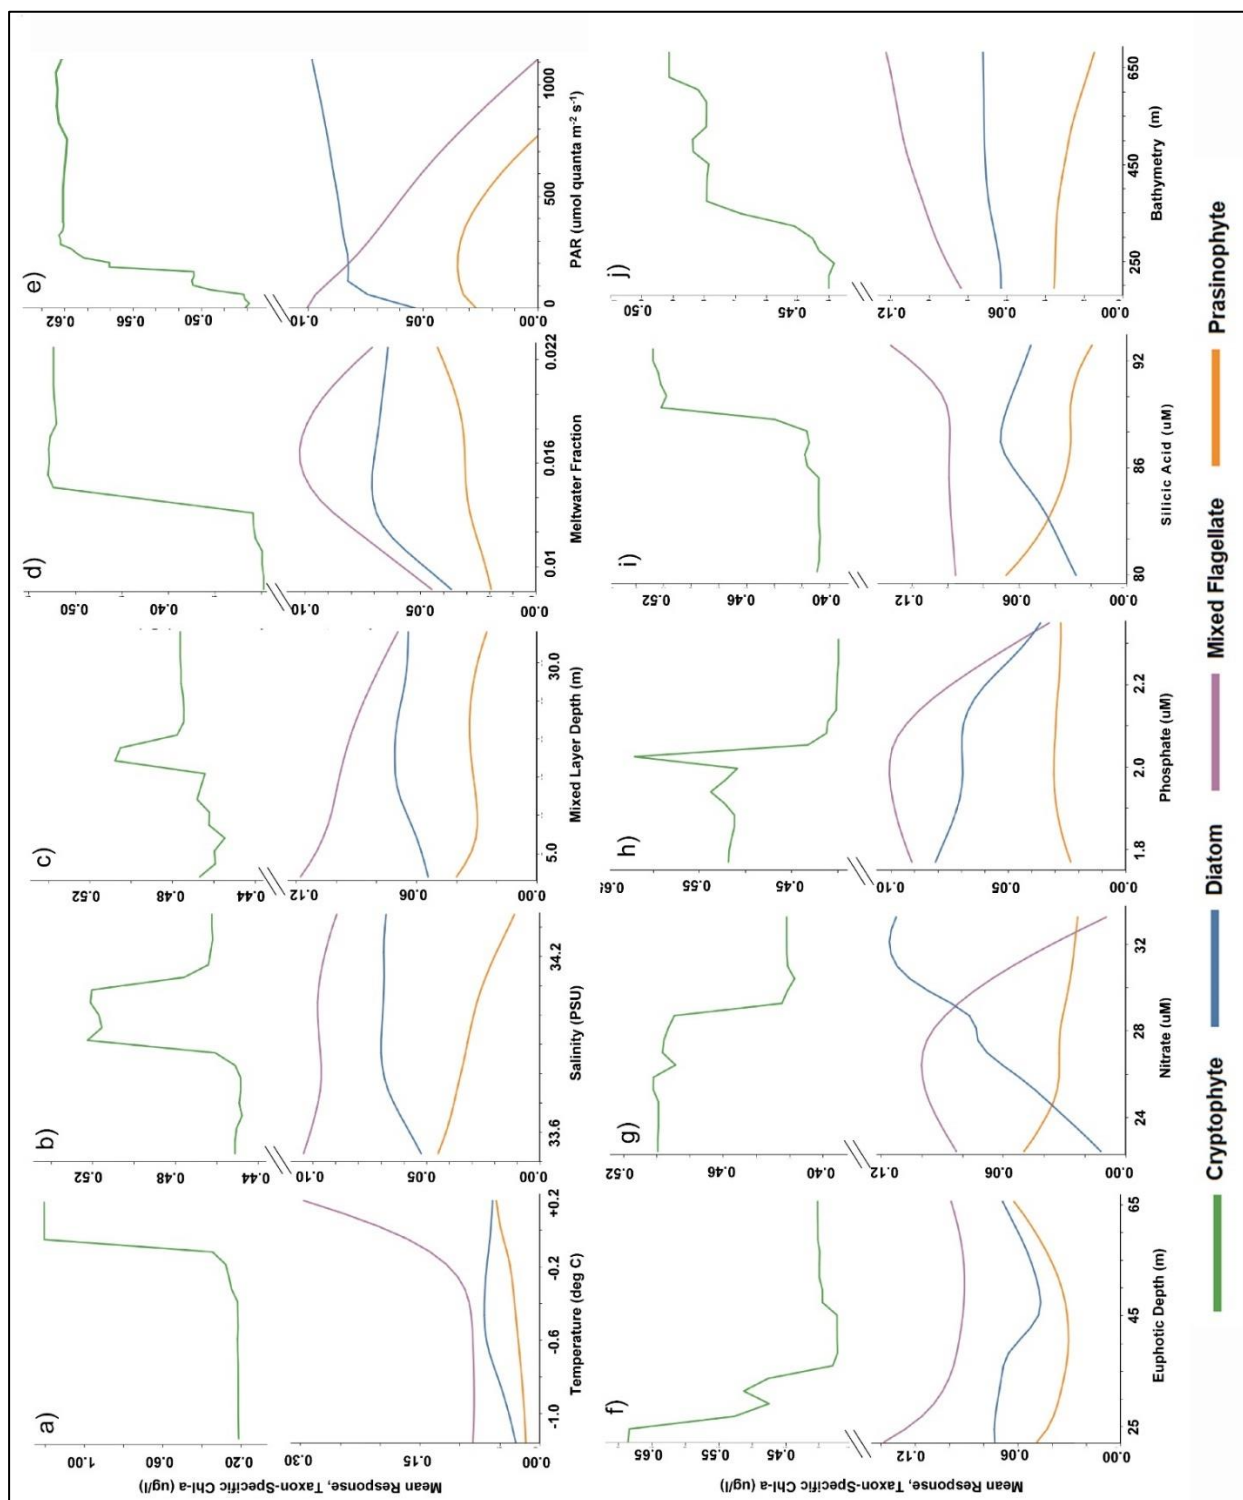 a)
1.00
0.60
0.20
0.30
0.15
0.00
Mean Response, Taxon-Specific Chl-a (ug/l)
-1.0 -0.6 -0.2 +0.2
Temperature (deg C)
b)
0.52
0.48
0.44
0.10
0.05
0.00
33.6 34.2
Salinity (PSU)
c)
0.52
0.48
0.44
0.12
0.06
0.00
5.0 30.0
Mixed Layer Depth (m)
d)
0.50
0.40
0.10
0.05
0.00
0.01 0.016 0.022
Meltwater Fraction
e)
0.62
0.56
0.50
0.10
0.05
0.00
0 500 1000
PAR (umol quanta m⁻² s⁻¹)
f)
0.65
0.55
0.45
0.12
0.06
0.00
Mean Response, Taxon-Specific Chl-a (ug/l)
25 45 65
Euphotic Depth (m)
g)
0.52
0.46
0.40
0.12
0.06
0.00
24 28 32
Nitrate (uM)
h)
0.55
0.45
0.10
0.05
0.00
1.8 2.0 2.2
Phosphate (uM)
i)
0.52
0.46
0.40
0.12
0.06
0.00
80 86 92
Silicic Acid (uM)
j)
0.50
0.45
0.12
0.06
0.00
250 450 650
Bathymetry (m)
Cryptophyte Diatom Mixed Flagellate Prasinophyte